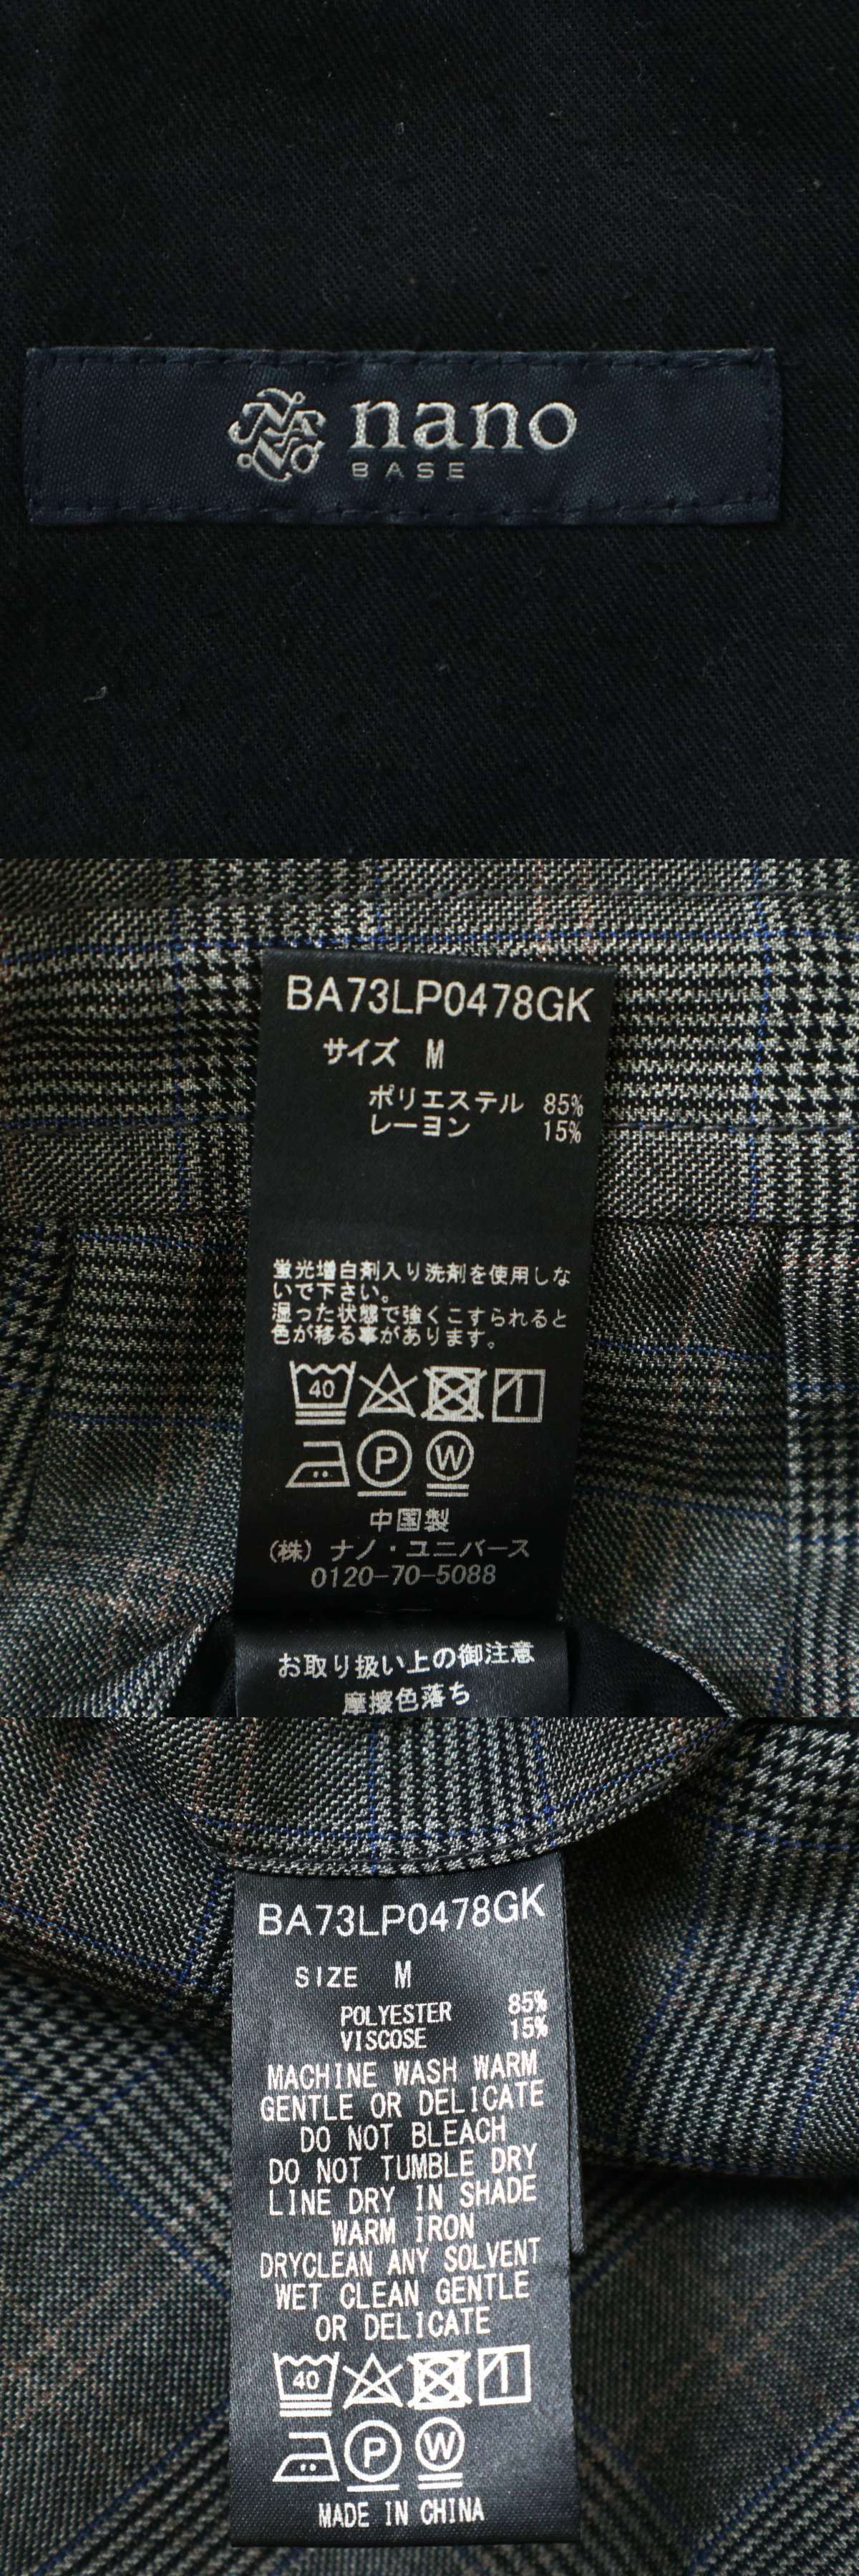 nano
BASE
BA73LP0478GK
サイズ M
ポリエステル 85%
レーヨン 15%
蛍光増白剤入り洗剤を使用しな
いで下さい。
湿った状態で強くこすられると
色が移る事があります。
40
P W
中国製
(株) ナノ・ユニバース
0120-70-5088
お取り扱い上の御注意
摩擦色落ち
BA73LP0478GK
SIZE M
POLYESTER 85%
VISCOSE 15%
MACHINE WASH WARM
GENTLE OR DELICATE
DO NOT BLEACH
DO NOT TUMBLE DRY
LINE DRY IN SHADE
WARM IRON
DRYCLEAN ANY SOLVENT
WET CLEAN GENTLE
OR DELICATE
40
P W
MADE IN CHINA